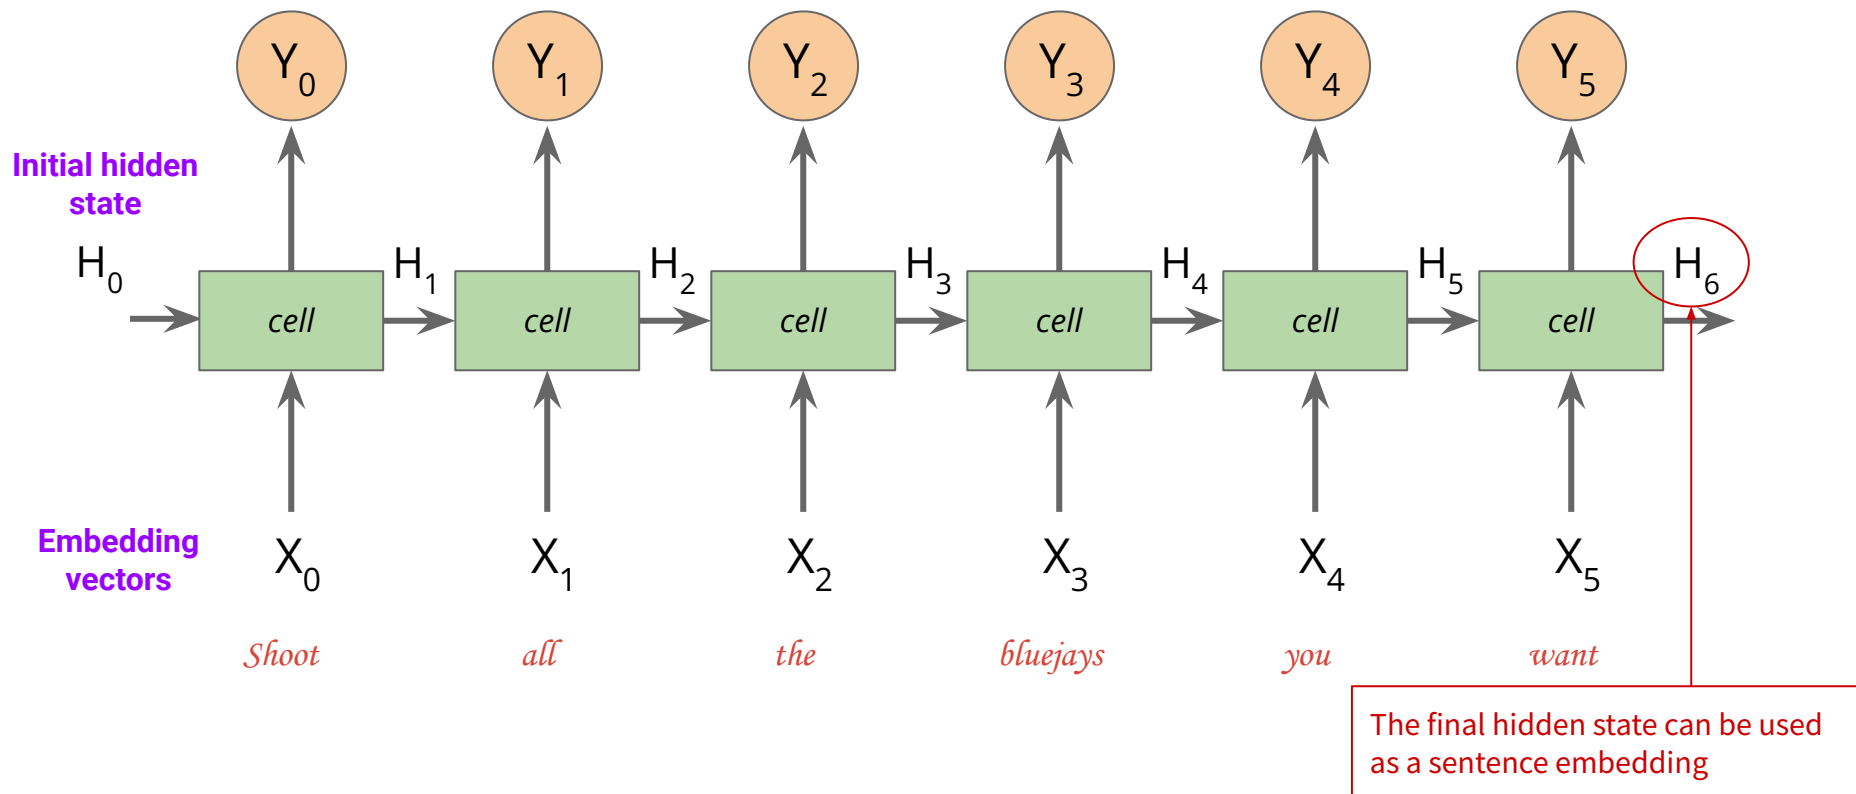 Y0 Y1 Y2 Y3 Y4 Y5
Initial hidden
state
H0 H1 H2 H3 H4 H5 H6
cell cell cell cell cell cell
Embedding
vectors
X0 X1 X2 X3 X4 X5
Shoot all the bluejays you want
The final hidden state can be used
as a sentence embedding